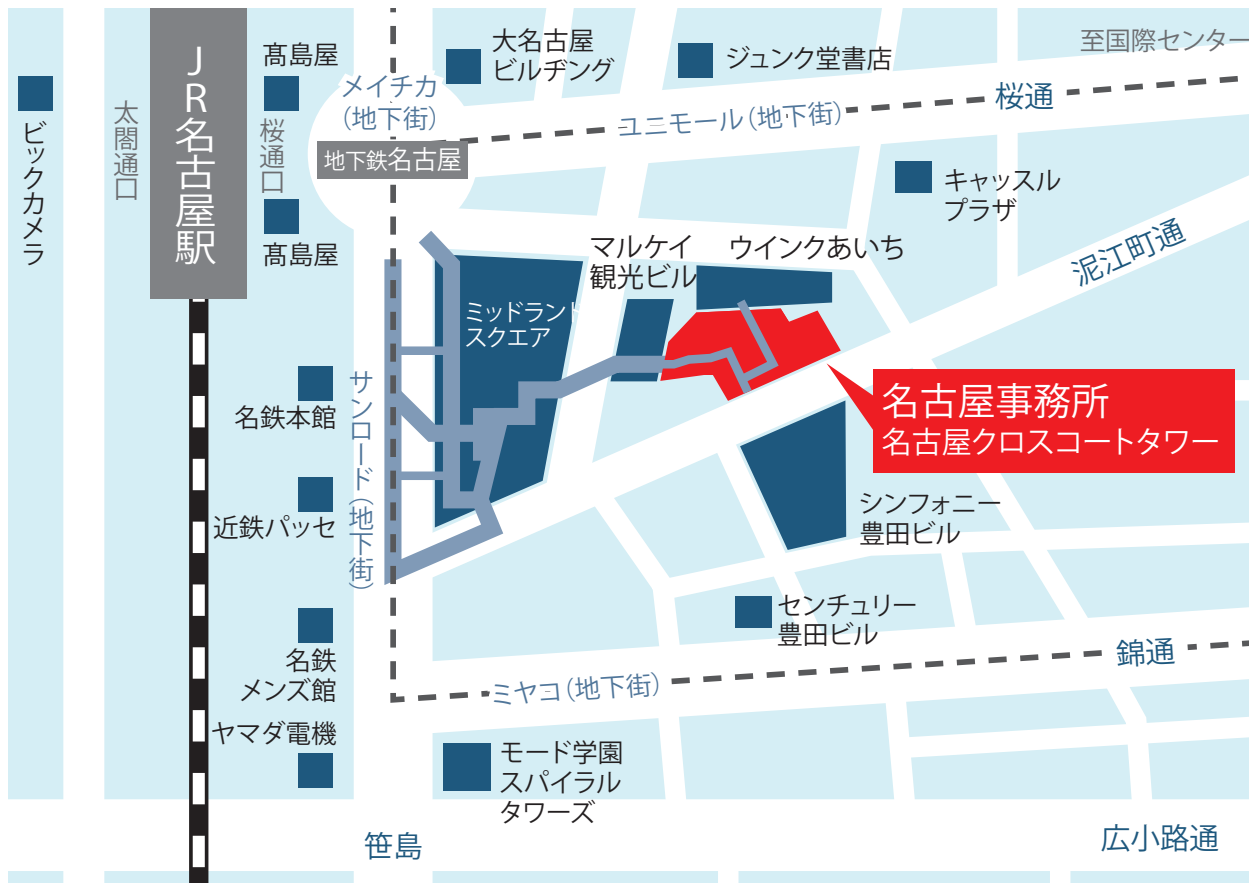 JR名古屋駅
太閤通口
桜通口
ビックカメラ
髙島屋
髙島屋
メイチカ
(地下街)
地下鉄名古屋
大名古屋
ビルヂング
ジュンク堂書店
至国際センター
ユニモール(地下街)
桜通
キャッスル
プラザ
泥江町通
マルケイ
観光ビル
ウインクあいち
ミッドランド
スクエア
名鉄本館
サンロード(地下街)
名古屋事務所
名古屋クロスコートタワー
近鉄パッセ
シンフォニー
豊田ビル
センチュリー
豊田ビル
名鉄
メンズ館
ミヤコ(地下街)
錦通
ヤマダ電機
モード学園
スパイラル
タワーズ
笹島
広小路通